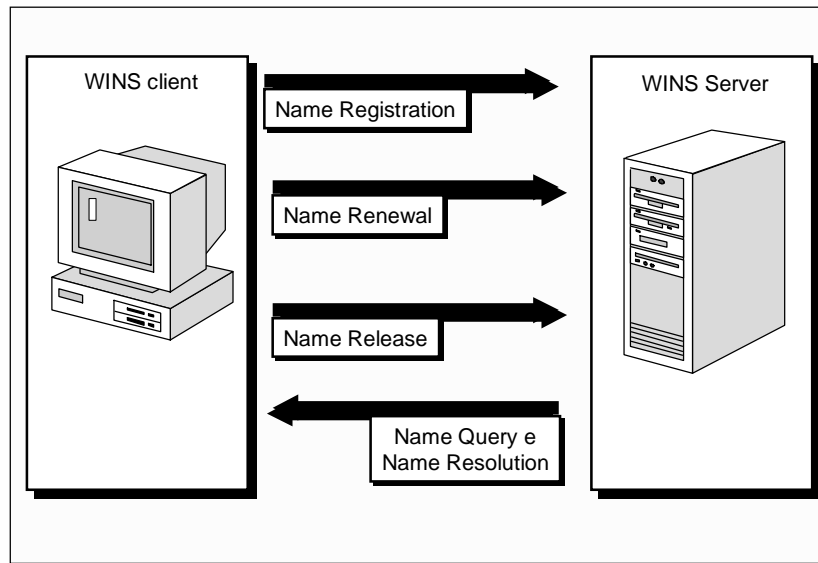 WINS client
WINS Server
Name Registration
Name Renewal
Name Release
Name Query e
Name Resolution